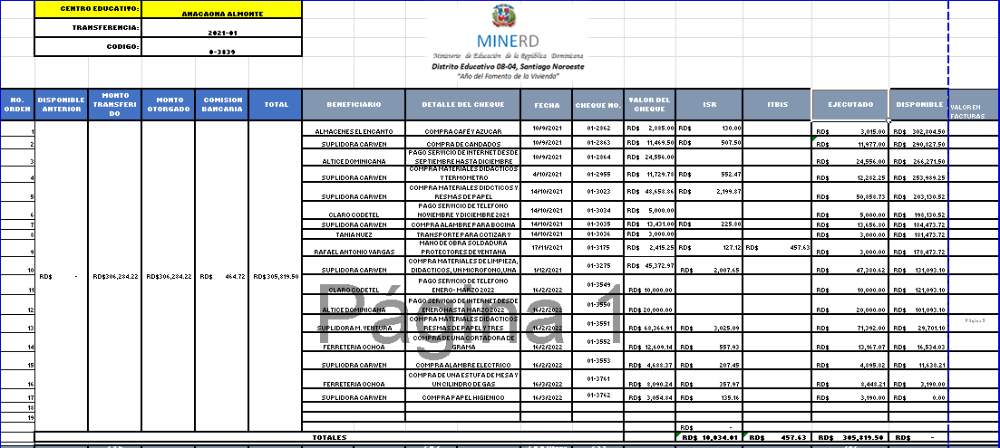 CENTRO EDUCATIVO: ANACAONA ALMONTE
TRANSFERENCIA: 2021-01
CODIGO: 0-3839
MINERD
Ministerio de Educación de la República Dominicana
Distrito Educativo 08-04, Santiago Noroeste
"Año del Fomento de la Vivienda"
NO. ORDEN DISPONIBLE ANTERIOR MONTO TRANSFERI DO MONTO OTORGADO COMISION BANCARIA TOTAL BENEFICIARIO DETALLE DEL CHEQUE FECHA CHEQUE NO. VALOR DEL CHEQUE ISR ITBIS EJECUTADO DISPONIBLE VALOR EN FACTURAS
1 ALMACENES EL ENCANTO COMPRA CAFÉ Y AZUCAR 10/9/2021 01-2862 RD$ 2,885.00 RD$ 130.00 RD$ 3,015.00 RD$ 302,804.50
2 SUPLIDORA CARWEN COMPRA DE CANDADOS 10/9/2021 01-2863 RD$ 11,469.50 RD$ 507.50 RD$ 11,977.00 RD$ 290,827.50
3 ALTICE DOMINICANA PAGO SERVICIO DE INTERNET DESDE SEPTIEMBRE HASTA DICIEMBRE 10/9/2021 01-2864 RD$ 24,556.00 RD$ 24,556.00 RD$ 266,271.50
4 SUPLIDORA CARWEN COMPRA MATERIALES DIDACTICOS Y TERMOMETRO 4/10/2021 01-2955 RD$ 11,729.78 RD$ 552.47 RD$ 12,282.25 RD$ 253,989.25
5 SUPLIDORA CARWEN COMPRA MATERIALES DIDCTICOS Y RESMAS DE PAPEL 14/10/2021 01-3023 RD$ 48,658.86 RD$ 2,199.87 RD$ 50,858.73 RD$ 203,130.52
6 CLARO CODETEL PAGO SERVICIO DE TELEFONO NOVIEMBRE Y DICIEMBRE 2021 14/10/2021 01-3034 RD$ 5,000.00 RD$ 5,000.00 RD$ 198,130.52
7 SUPLIDORA CARWEN COMPRA ALAMBRE PARA BOCINA 14/10/2021 01-3035 RD$ 13,431.00 RD$ 225.80 RD$ 13,656.80 RD$ 184,473.72
8 TANIA NUEZ TRANSPORTE PARA COTIZAR Y 14/10/2021 01-3036 RD$ 3,000.00 RD$ 3,000.00 RD$ 181,473.72
9 RAFAEL ANTONIO VARGAS MANO DE OBRA SOLDADURA PROTECTORES DE VENTANA 17/11/2021 01-3175 RD$ 2,415.25 RD$ 127.12 RD$ 457.63 RD$ 3,000.00 RD$ 178,473.72
10 RD$ - RD$306,284.22 RD$306,284.22 RD$ 464.72 RD$305,819.50 SUPLIDORA CARWEN COMPRA MATERIALES DE LIMPIEZA, DIDACTICOS, UN MICROFONO, UNA 1/12/2021 01-3275 RD$ 45,372.97 RD$ 2,007.65 RD$ 47,380.62 RD$ 131,093.10
11 CLARO CODETEL PAGO SERVICIO DE TELEFONO ENERO- MARZO 2022 16/2/2022 01-3549 RD$ 10,000.00 RD$ 10,000.00 RD$ 121,093.10
12 ALTICE DOMINICANA PAGO SERVICIO DE INTERNET DESDE ENERO HASTA MARZO 2022 16/2/2022 01-3550 RD$ 20,000.00 RD$ 20,000.00 RD$ 101,093.10
13 SUPLIDORA M. VENTURA COMPRA MATERIALES DIDACTICOS RESMAS DE PAPEL Y TRES 16/2/2022 01-3551 RD$ 68,366.91 RD$ 3,025.09 RD$ 71,392.00 RD$ 29,701.10
14 FERRETERIA OCHOA COMPRA DE UNA CORTADORA DE GRAMA 16/2/2022 01-3552 RD$ 12,609.14 RD$ 557.93 RD$ 13,167.07 RD$ 16,534.03
15 SUPLIDORA CARWEN COMPRA ALAMBRE ELECTRICO 16/2/2022 01-3553 RD$ 4,688.37 RD$ 207.45 RD$ 4,895.82 RD$ 11,638.21
16 FERRETERIA OCHOA COMPRA DE UNA ESTUFA DE MESA Y UN CILINDRO DE GAS 16/3/2022 01-3761 RD$ 8,090.24 RD$ 357.97 RD$ 8,448.21 RD$ 3,190.00
17 SUPLIDORA CARWEN COMPRA PAPEL HIGIENICO 16/3/2022 01-3762 RD$ 3,054.84 RD$ 135.16 RD$ 3,190.00 RD$ 0.00
18
19
RD$ -
TOTALES RD$ 10,034.01 RD$ 457.63 RD$ 305,819.50 RD$ -
Página 1